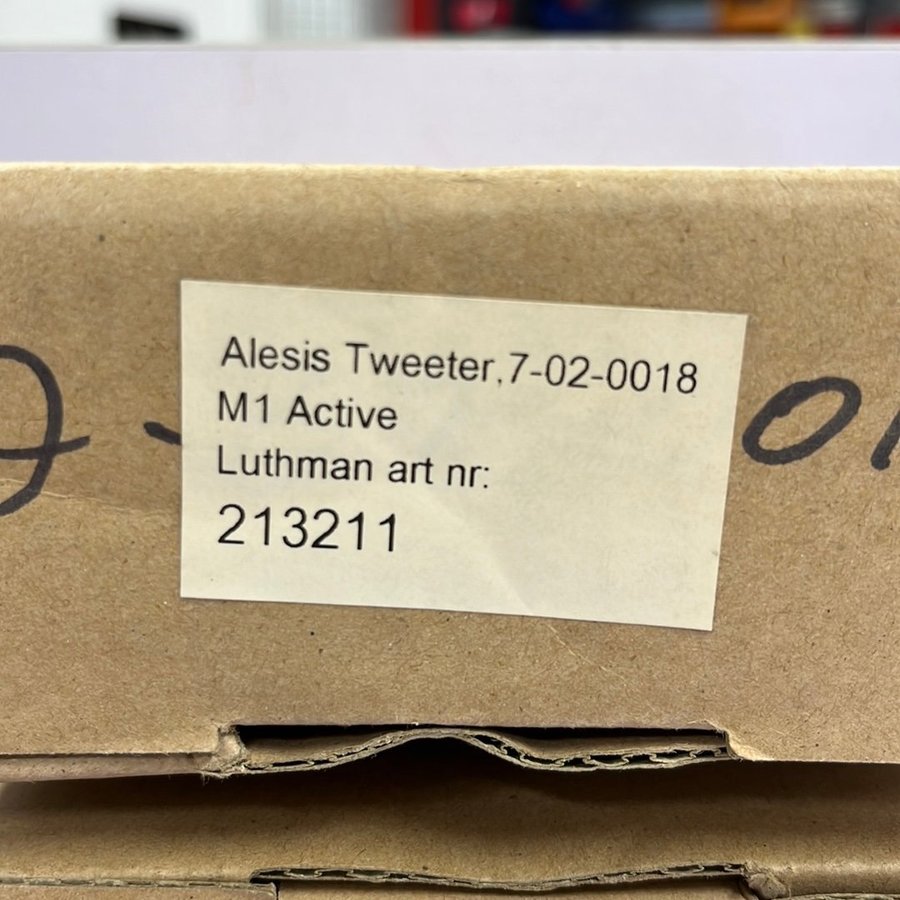 Alesis Tweeter,7-02-0018
M1 Active
Luthman art nr:
213211